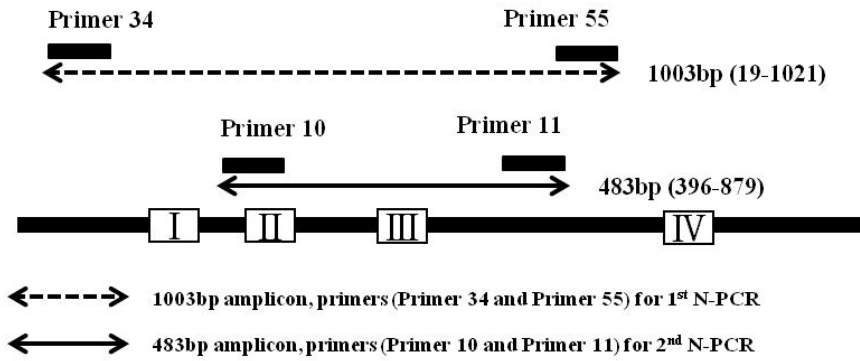 Primer 34
Primer 55
1003bp (19-1021)
Primer 10
Primer 11
483bp (396-879)
I
II
III
IV
1003bp amplicon, primers (Primer 34 and Primer 55) for 1st N-PCR
483bp amplicon, primers (Primer 10 and Primer 11) for 2nd N-PCR